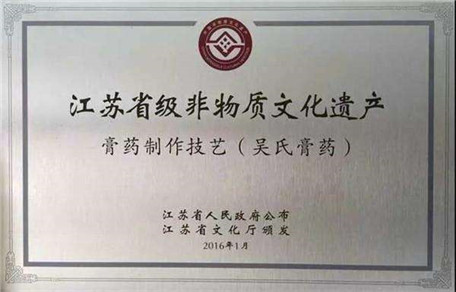 江苏省级非物质文化遗产
膏药制作技艺（吴氏膏药）
江苏省人民政府公布
江苏省文化厅颁发
2016年1月